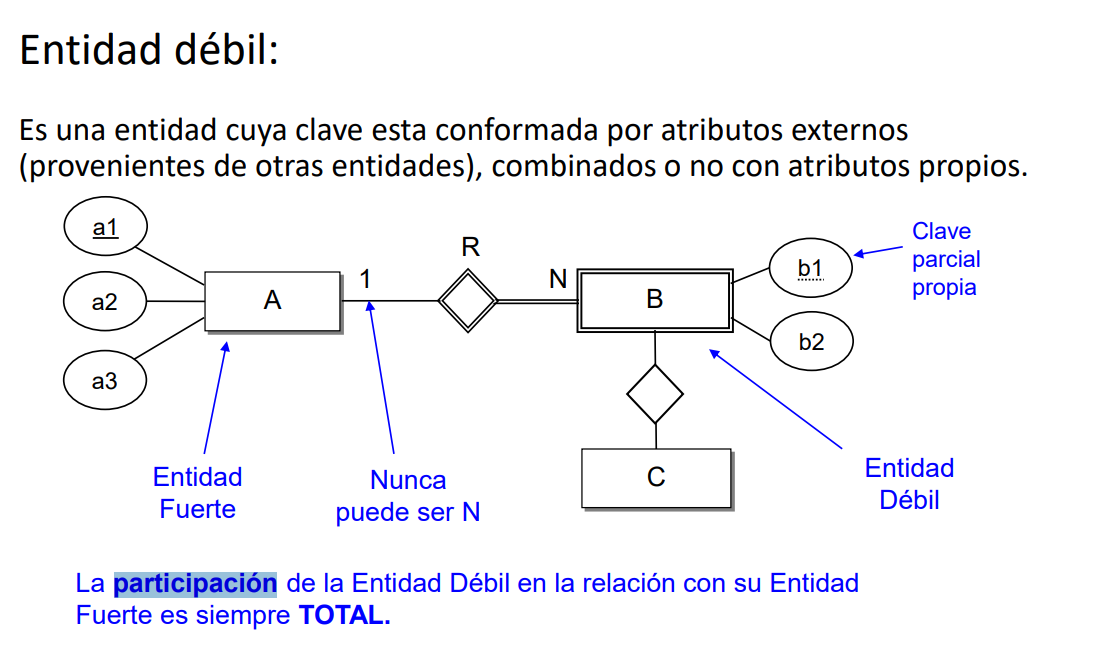 Entidad débil:
Es una entidad cuya clave esta conformada por atributos externos
(provenientes de otras entidades), combinados o no con atributos propios.
a1
a2
a3
A
1
R
N
B
b1
b2
Clave
parcial
propia
C
Entidad
Fuerte
Nunca
puede ser N
Entidad
Débil
La participación de la Entidad Débil en la relación con su Entidad
Fuerte es siempre TOTAL.